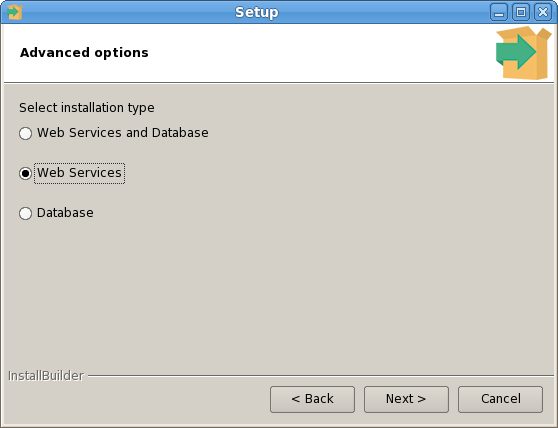 Setup
Advanced options
Select installation type
Web Services and Database
Web Services
Database
InstallBuilder
< Back
Next >
Cancel